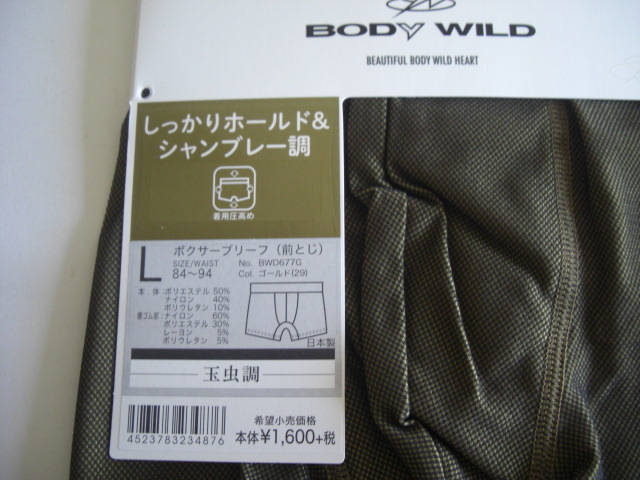 BODY WILD
BEAUTIFUL BODY WILD HEART
しっかりホールド&
シャンブレー調
着用圧高め
L
ボクサーブリーフ（前とじ）
SIZE/WAIST No. BWD677G
84～94 Col. ゴールド(29)
本体:ポリエステル 50%
ナイロン 40%
ポリウレタン 10%
裾ゴム部:ナイロン 60%
ポリエステル 30%
レーヨン 5%
ポリウレタン 5%
日本製
玉虫調
4523783234876
希望小売価格
本体¥1,600+税